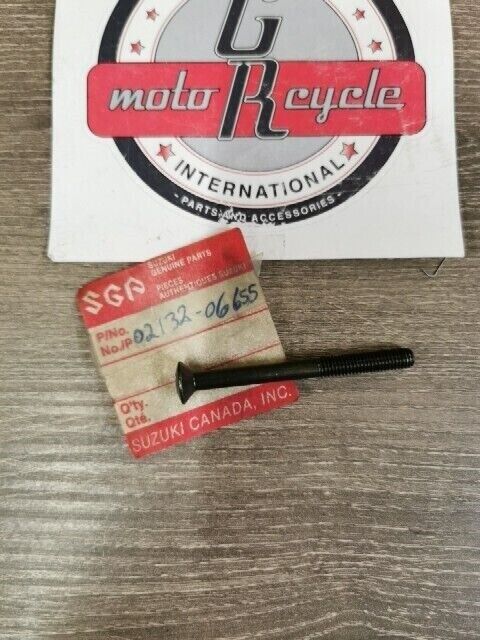 G
moto R cycle
INTERNATIONAL
- PARTS AND ACCESSORIES -
SGP
SUZUKI
GENUINE PARTS
PIECES
AUTHENTIQUES SUZUKI
P/No.
No./P 02132-06655
Q'ty.
Qté.
SUZUKI CANADA, INC.